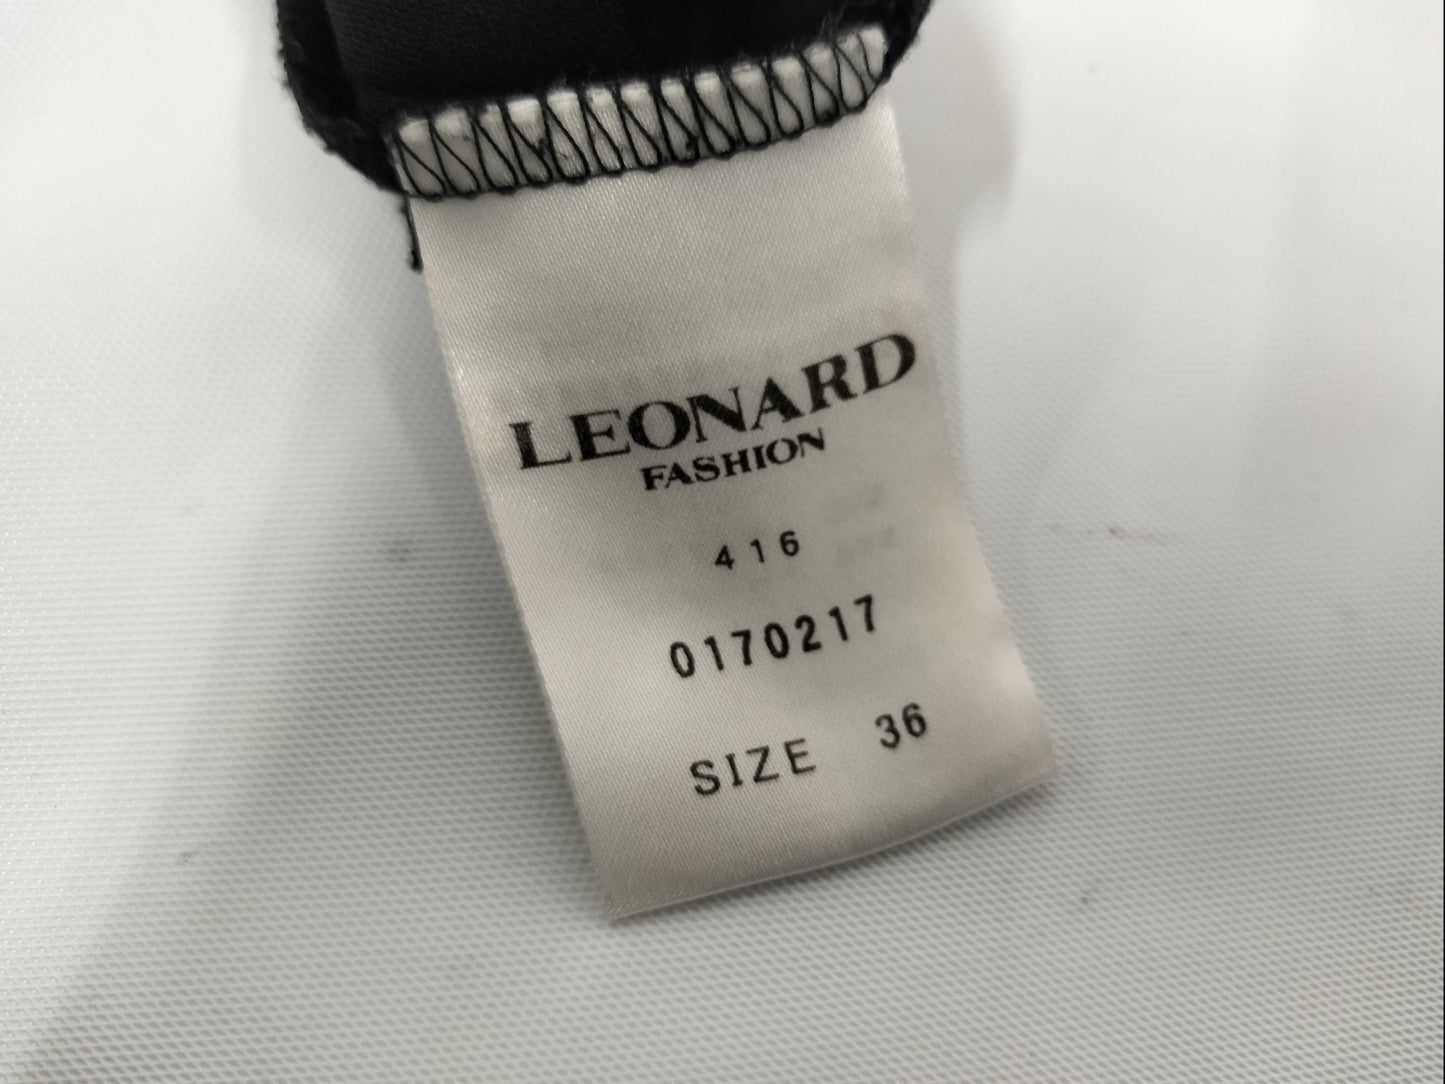 LEONARD
FASHION
416
0170217
SIZE 36